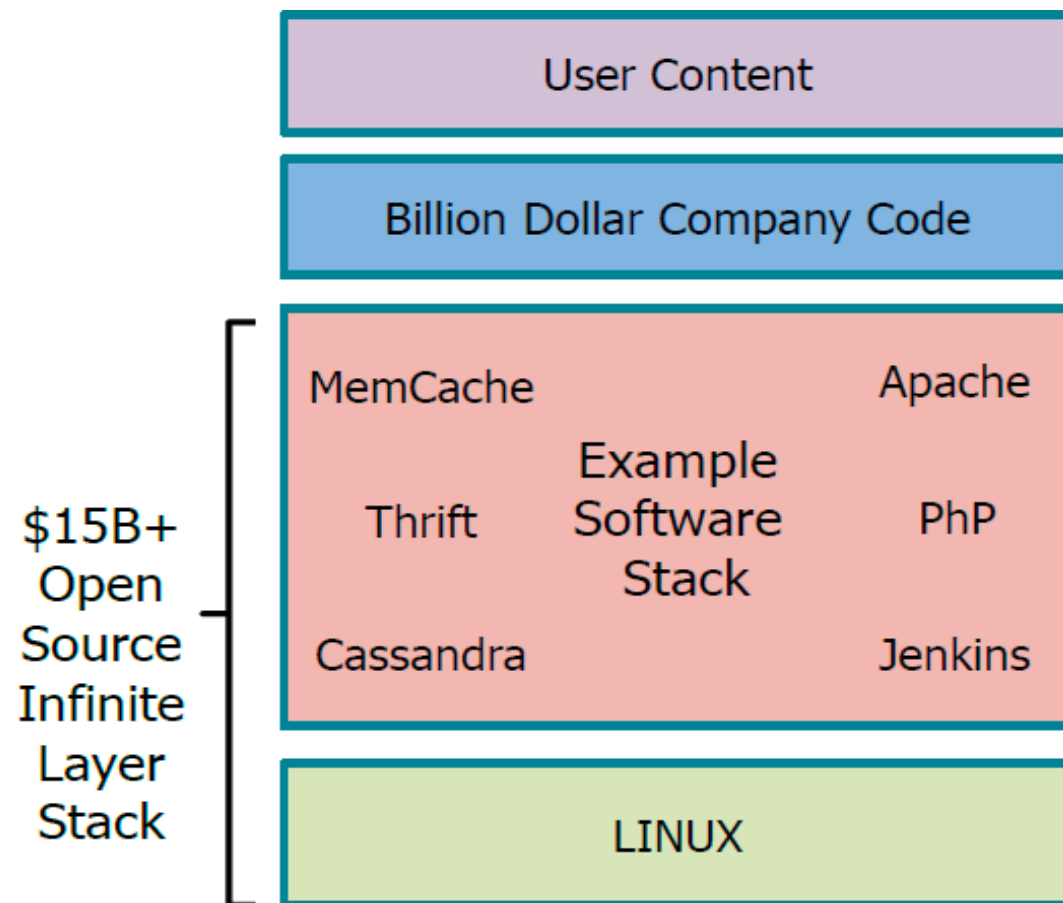 User Content
Billion Dollar Company Code
MemCache
Apache
Example
Software
Stack
Thrift
PhP
Cassandra
Jenkins
$15B+
Open
Source
Infinite
Layer
Stack
LINUX